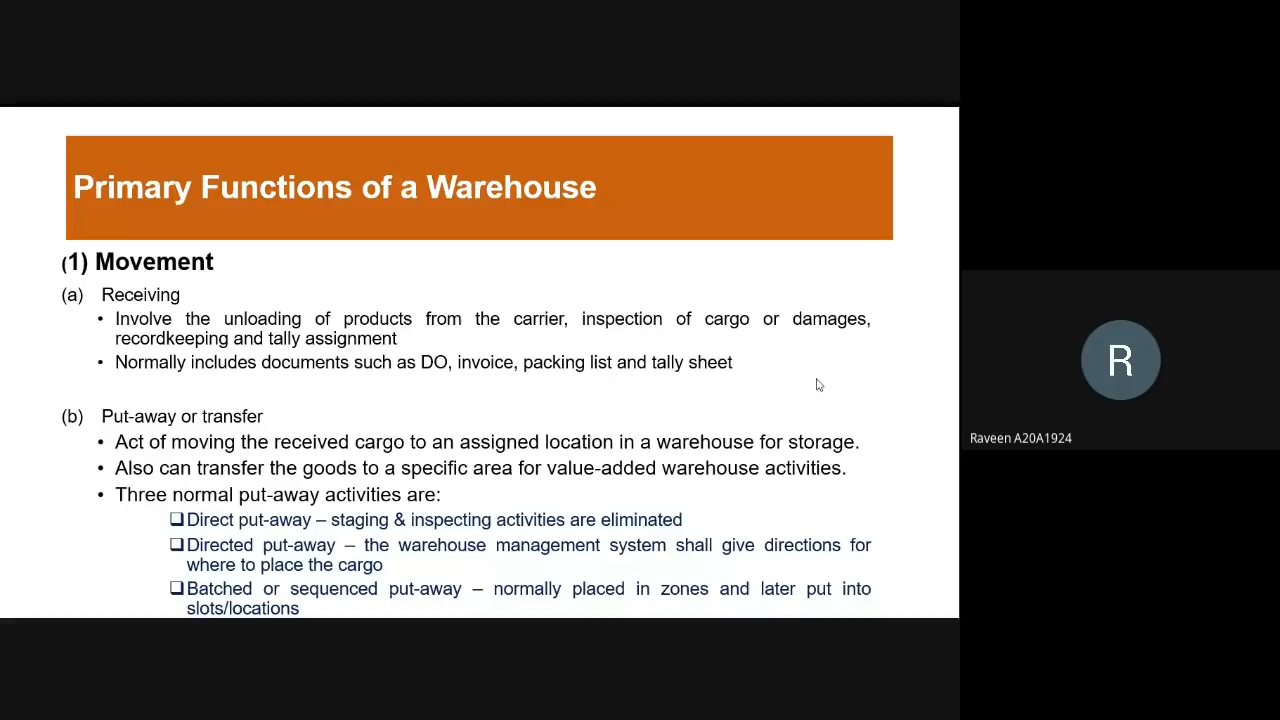 Primary Functions of a Warehouse
(1) Movement
(a) Receiving
• Involve the unloading of products from the carrier, inspection of cargo or damages,
recordkeeping and tally assignment
• Normally includes documents such as DO, invoice, packing list and tally sheet
(b) Put-away or transfer
• Act of moving the received cargo to an assigned location in a warehouse for storage.
• Also can transfer the goods to a specific area for value-added warehouse activities.
• Three normal put-away activities are:
❑Direct put-away – staging & inspecting activities are eliminated
❑Directed put-away – the warehouse management system shall give directions for
where to place the cargo
❑Batched or sequenced put-away – normally placed in zones and later put into
slots/locations
R
Raveen A20A1924